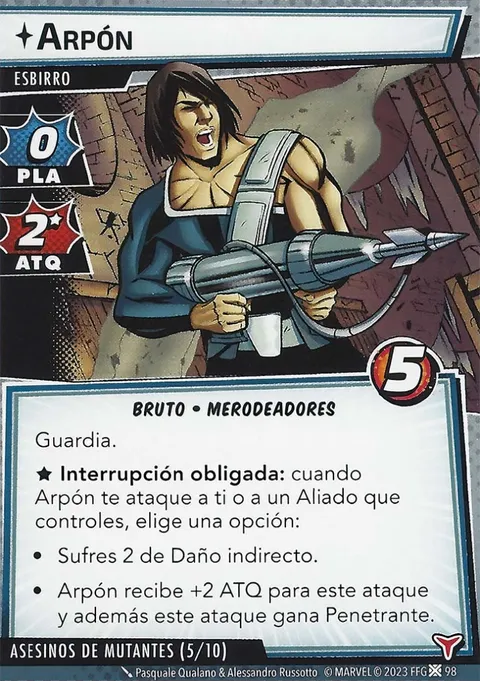 ARPÓN
ESBIRRO
0
PLA
2★
ATQ
5
BRUTO • MERODEADORES
Guardia.
★ Interrupción obligada: cuando
Arpón te ataque a ti o a un Aliado que
controles, elige una opción:
• Sufres 2 de Daño indirecto.
• Arpón recibe +2 ATQ para este ataque
y además este ataque gana Penetrante.
ASESINOS DE MUTANTES (5/10)
Pasquale Qualano & Alessandro Russotto © MARVEL © 2023 FFG 98